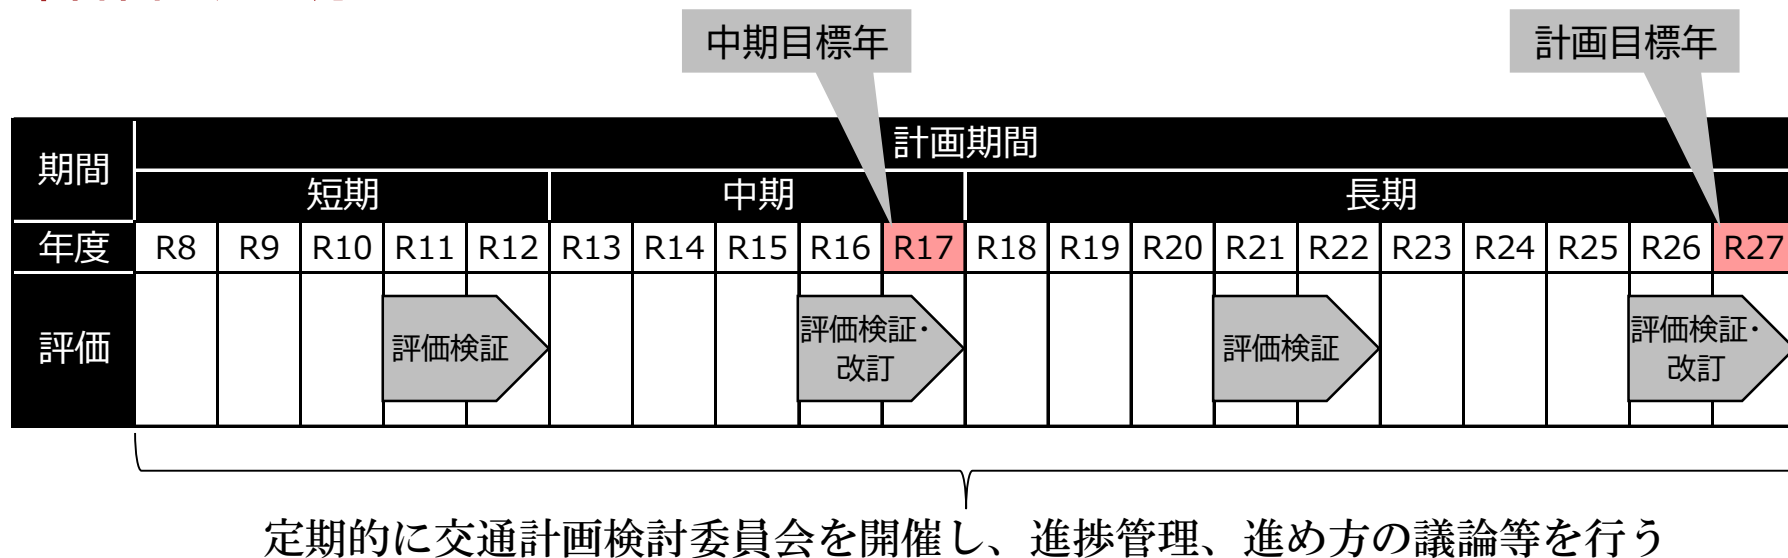 中期目標年
計画目標年
期間
計画期間
短期 中期 長期
年度 R8 R9 R10 R11 R12 R13 R14 R15 R16 R17 R18 R19 R20 R21 R22 R23 R24 R25 R26 R27
評価
評価検証
評価検証・
改訂
評価検証
評価検証・
改訂
定期的に交通計画検討委員会を開催し、進捗管理、進め方の議論等を行う